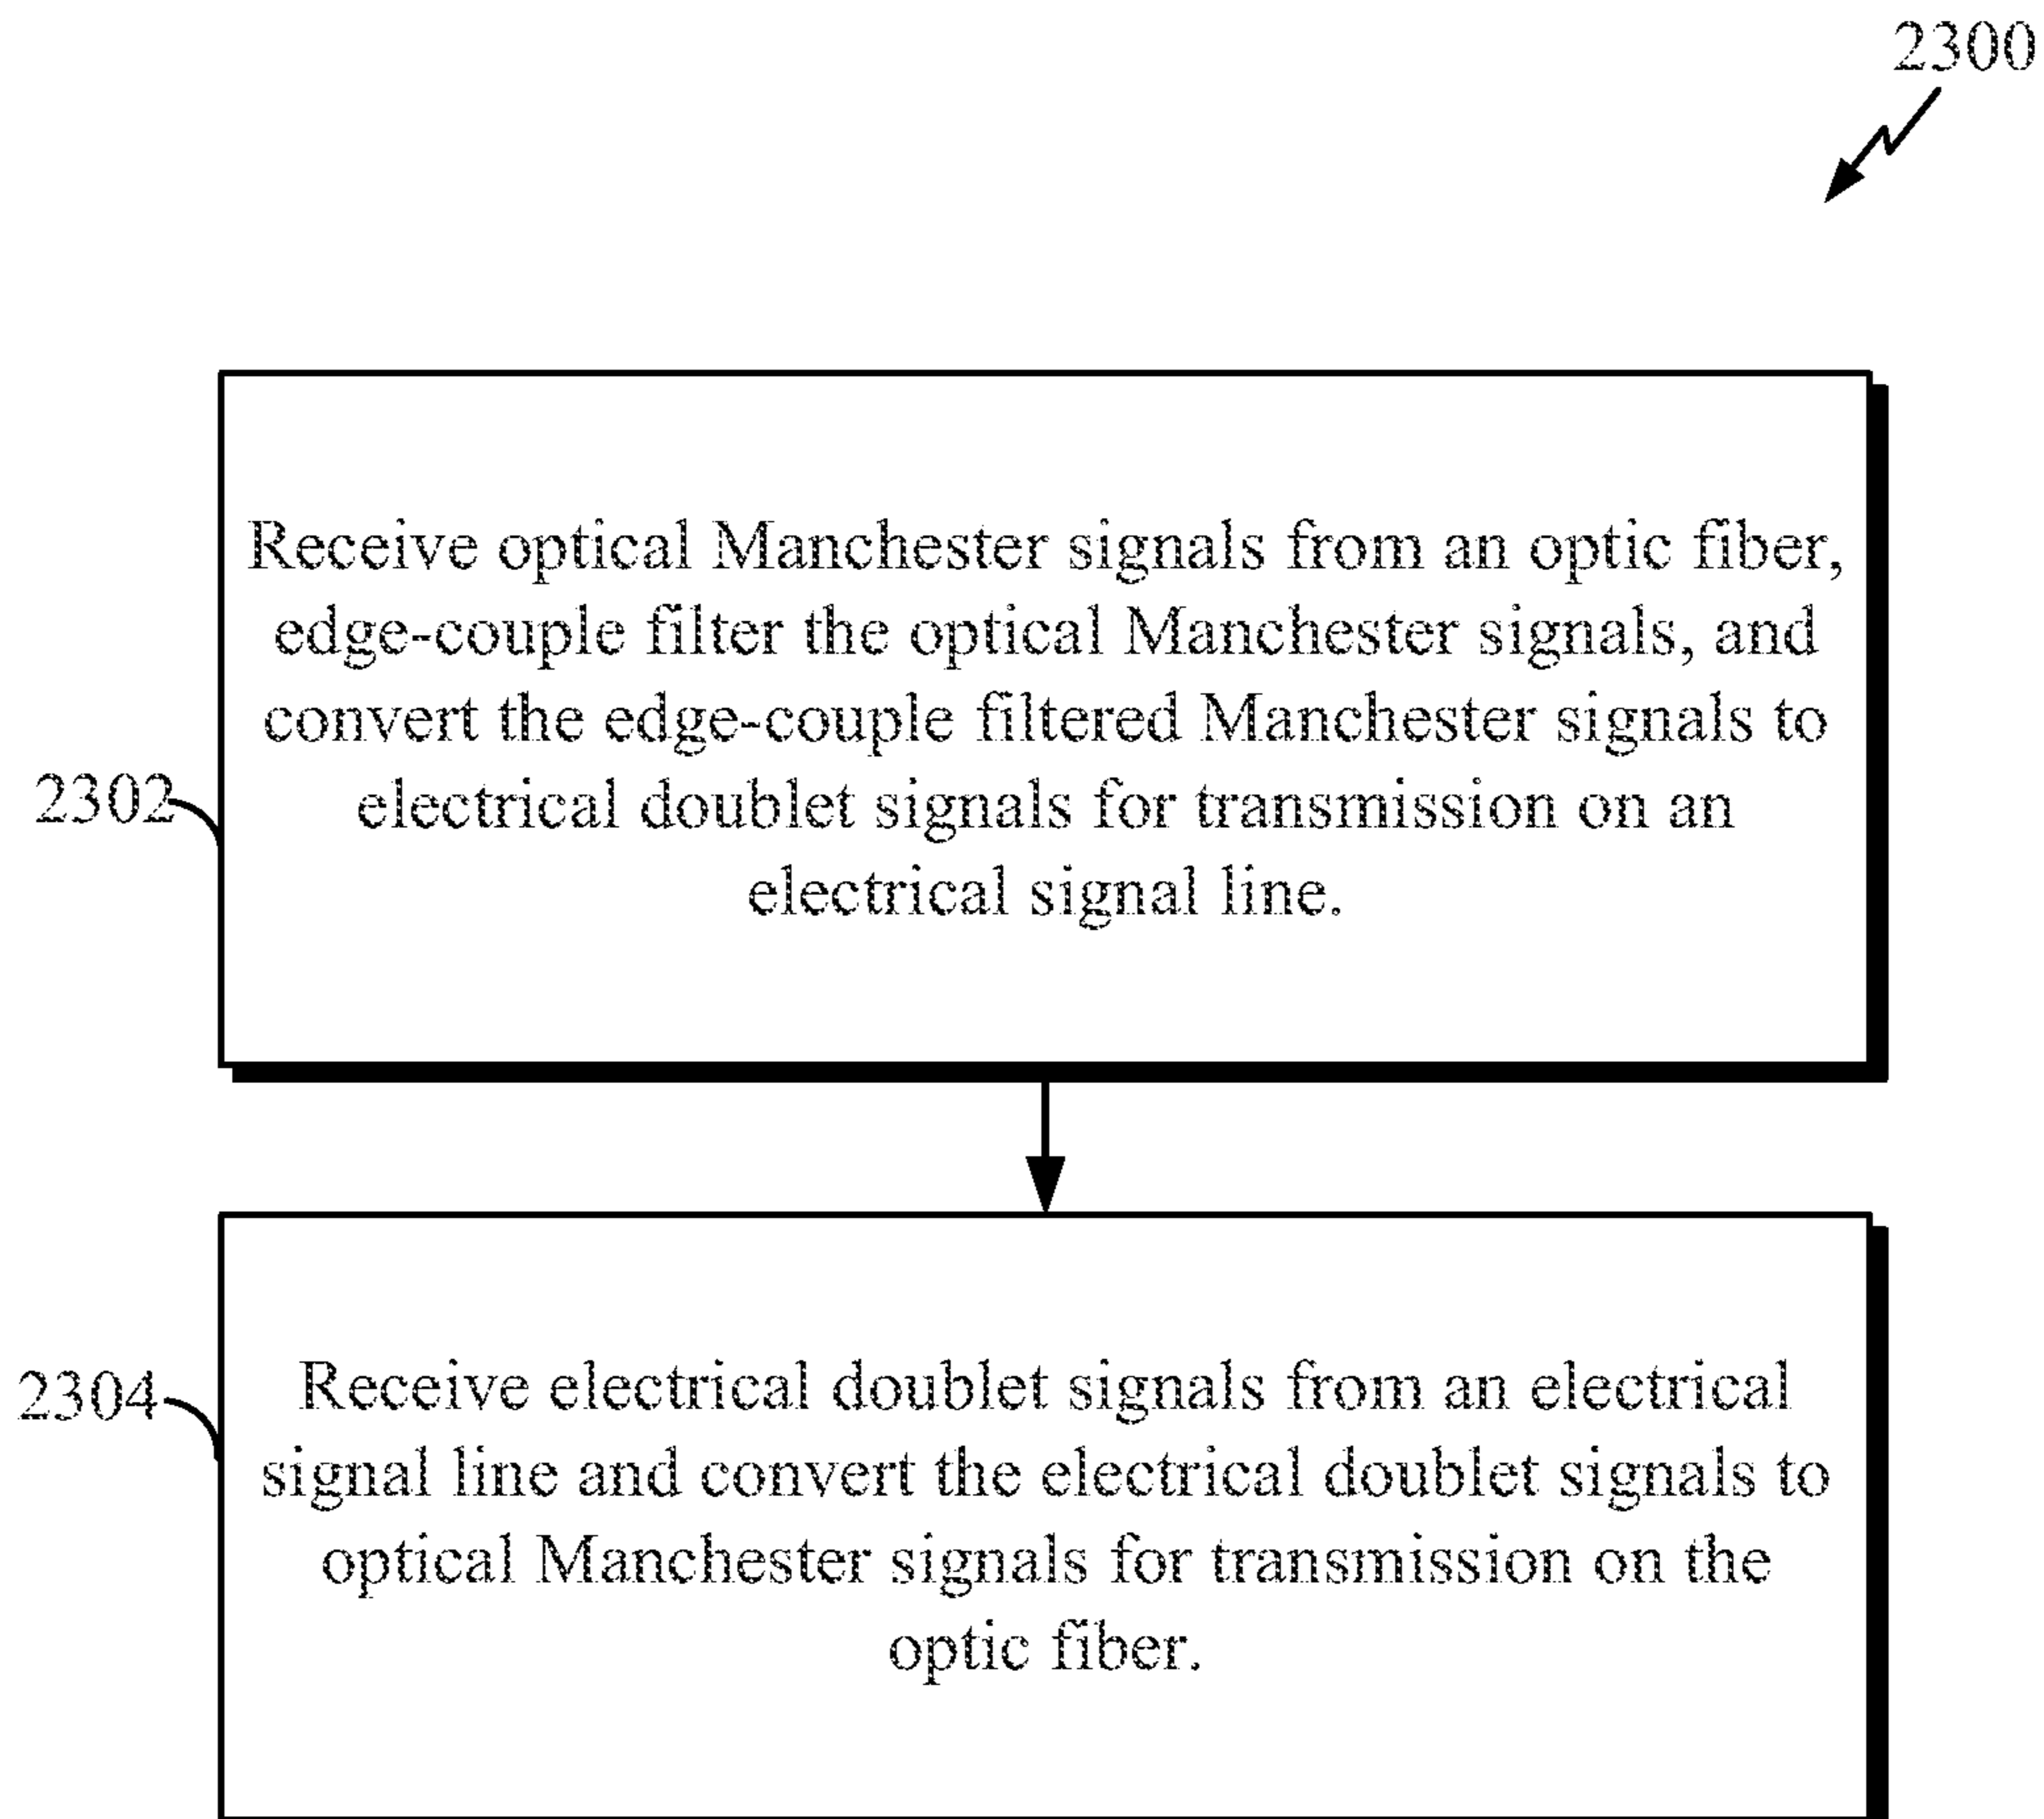 2300
Receive optical Manchester signals from an optic fiber,
edge-couple filter the optical Manchester signals, and
convert the edge-couple filtered Manchester signals to
2302
electrical doublet signals for transmission on an
electrical signal line.
2304
Receive electrical doublet signals from an electrical
signal line and convert the electrical doublet signals to
optical Manchester signals for transmission on the
optic fiber.